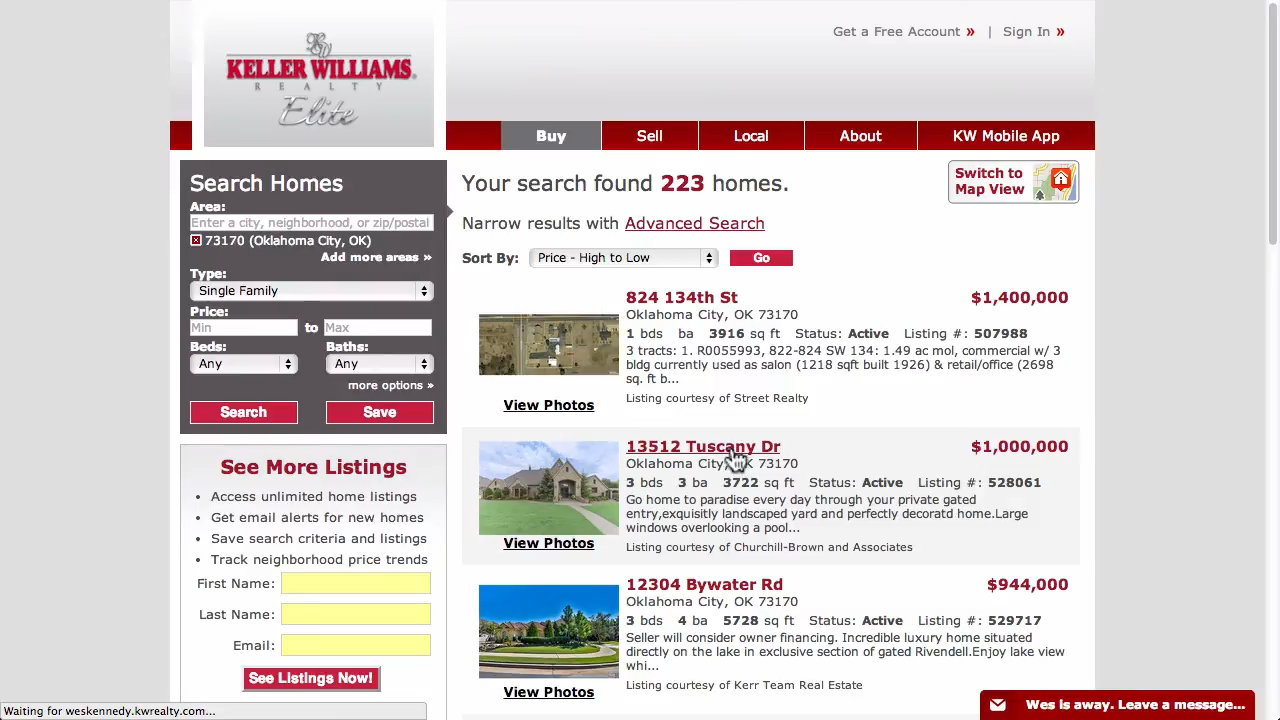 Get a Free Account » | Sign In »
KW
KELLER WILLIAMS
REALTY
Elite
Buy Sell Local About KW Mobile App
Search Homes
Area:
Enter a city, neighborhood, or zip/postal
73170 (Oklahoma City, OK)
Add more areas »
Type:
Single Family
Price:
Min to Max
Beds: Baths:
Any Any
more options »
Search Save
See More Listings
• Access unlimited home listings
• Get email alerts for new homes
• Save search criteria and listings
• Track neighborhood price trends
First Name:
Last Name:
Email:
See Listings Now!
Your search found 223 homes.
Switch to
Map View
Narrow results with Advanced Search
Sort By: Price - High to Low Go
824 134th St $1,400,000
Oklahoma City, OK 73170
1 bds ba 3916 sq ft Status: Active Listing #: 507988
3 tracts: 1. R0055993, 822-824 SW 134: 1.49 ac mol, commercial w/ 3
bldg currently used as salon (1218 sqft built 1926) & retail/office (2698
sq. ft b...
Listing courtesy of Street Realty
View Photos
13512 Tuscany Dr $1,000,000
Oklahoma City, OK 73170
3 bds 3 ba 3722 sq ft Status: Active Listing #: 528061
Go home to paradise every day through your private gated
entry,exquisitly landscaped yard and perfectly decoratd home.Large
windows overlooking a pool...
Listing courtesy of Churchill-Brown and Associates
View Photos
12304 Bywater Rd $944,000
Oklahoma City, OK 73170
3 bds 4 ba 5728 sq ft Status: Active Listing #: 529717
Seller will consider owner financing. Incredible luxury home situated
directly on the lake in exclusive section of gated Rivendell.Enjoy lake view
whi...
Listing courtesy of Kerr Team Real Estate
View Photos
Waiting for weskennedy.kwrealty.com...
Wes is away. Leave a message...